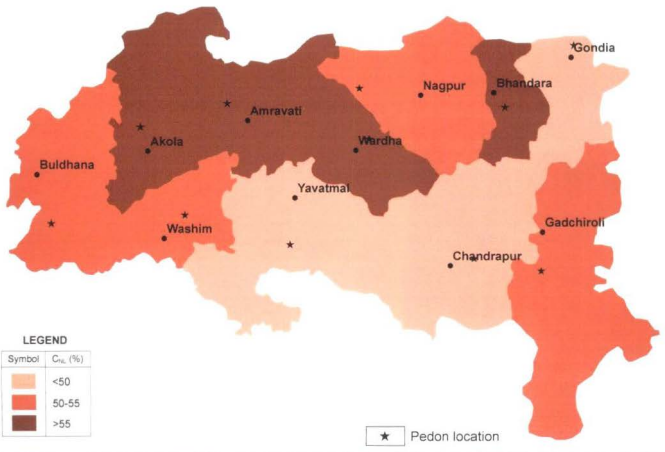 Gondia
Nagpur
Bhandara
Amravati
Wardha
Akola
Buldhana
Yavatmal
Washim
Gadchiroli
Chandrapur
LEGEND
Symbol C_NL (%)
<50
50-55
>55
Pedon location